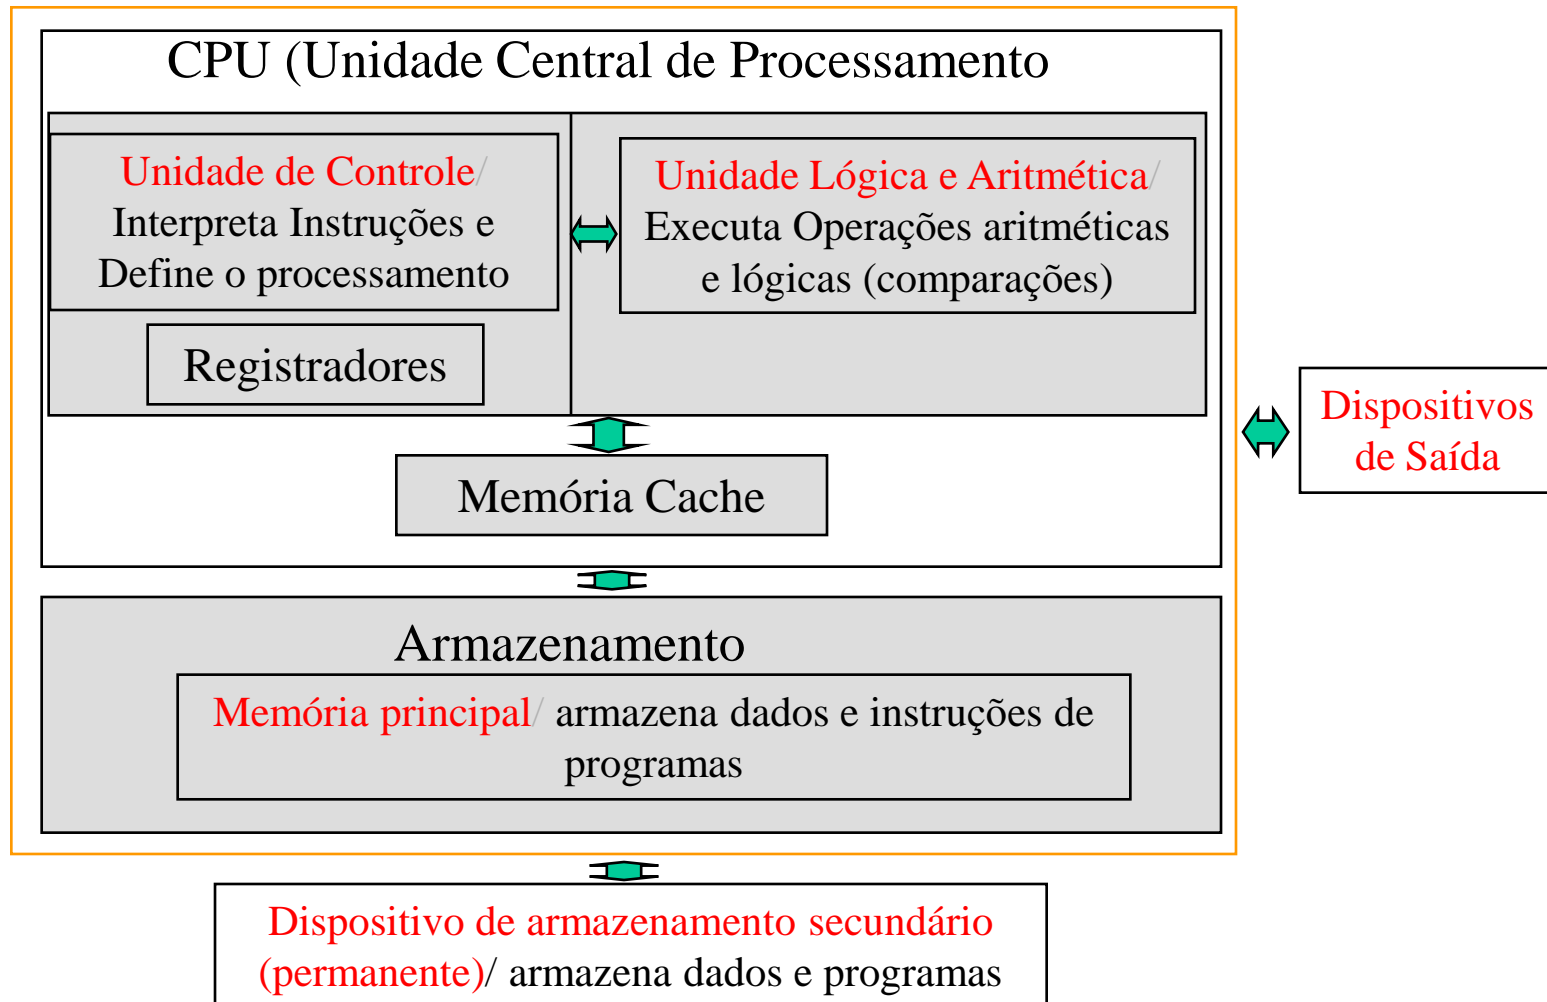 CPU (Unidade Central de Processamento
Unidade de Controle/
Interpreta Instruções e
Define o processamento
Unidade Lógica e Aritmética/
Executa Operações aritméticas
e lógicas (comparações)
Registradores
Dispositivos
de Saída
Memória Cache
Armazenamento
Memória principal/ armazena dados e instruções de
programas
Dispositivo de armazenamento secundário
(permanente)/ armazena dados e programas